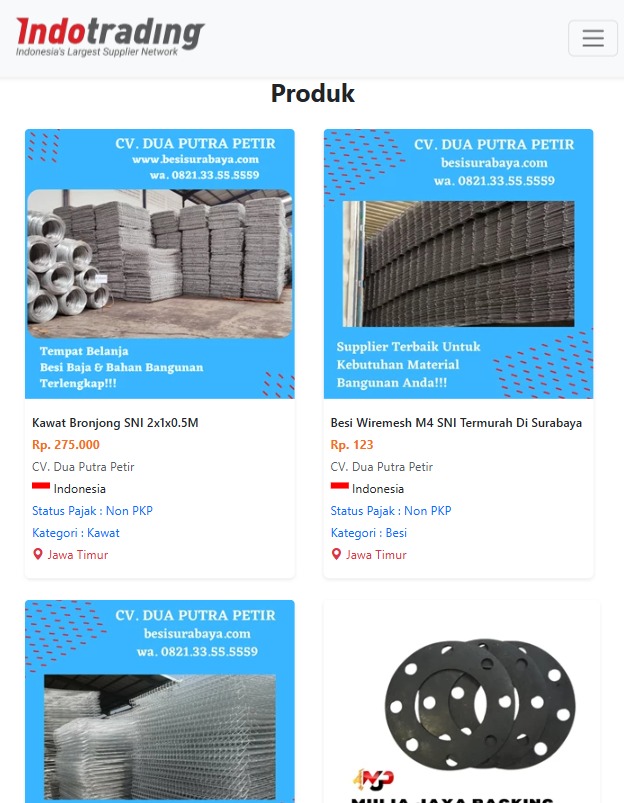 Indotrading
Indonesia's Largest Supplier Network
Produk
CV. DUA PUTRA PETIR
www.besisurabaya.com
wa. 0821.33.55.5559
Tempat Belanja
Besi Baja & Bahan Bangunan
Terlengkap!!!
Kawat Bronjong SNI 2x1x0.5M
Rp. 275.000
CV. Dua Putra Petir
Indonesia
Status Pajak : Non PKP
Kategori : Kawat
Jawa Timur
CV. DUA PUTRA PETIR
besisurabaya.com
wa. 0821.33.55.5559
Supplier Terbaik Untuk
Kebutuhan Material
Bangunan Anda!!!
Besi Wiremesh M4 SNI Termurah Di Surabaya
Rp. 123
CV. Dua Putra Petir
Indonesia
Status Pajak : Non PKP
Kategori : Besi
Jawa Timur
CV. DUA PUTRA PETIR
besisurabaya.com
wa. 0821.33.55.5559
MULIA JAYA PACKING